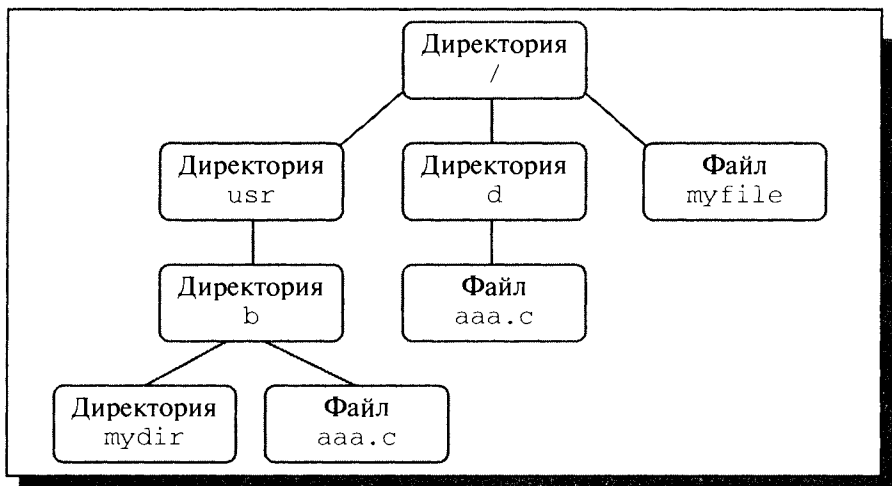 Директория
/
Директория
usr
Директория
d
Файл
myfile
Директория
b
Файл
aaa.c
Директория
mydir
Файл
aaa.c